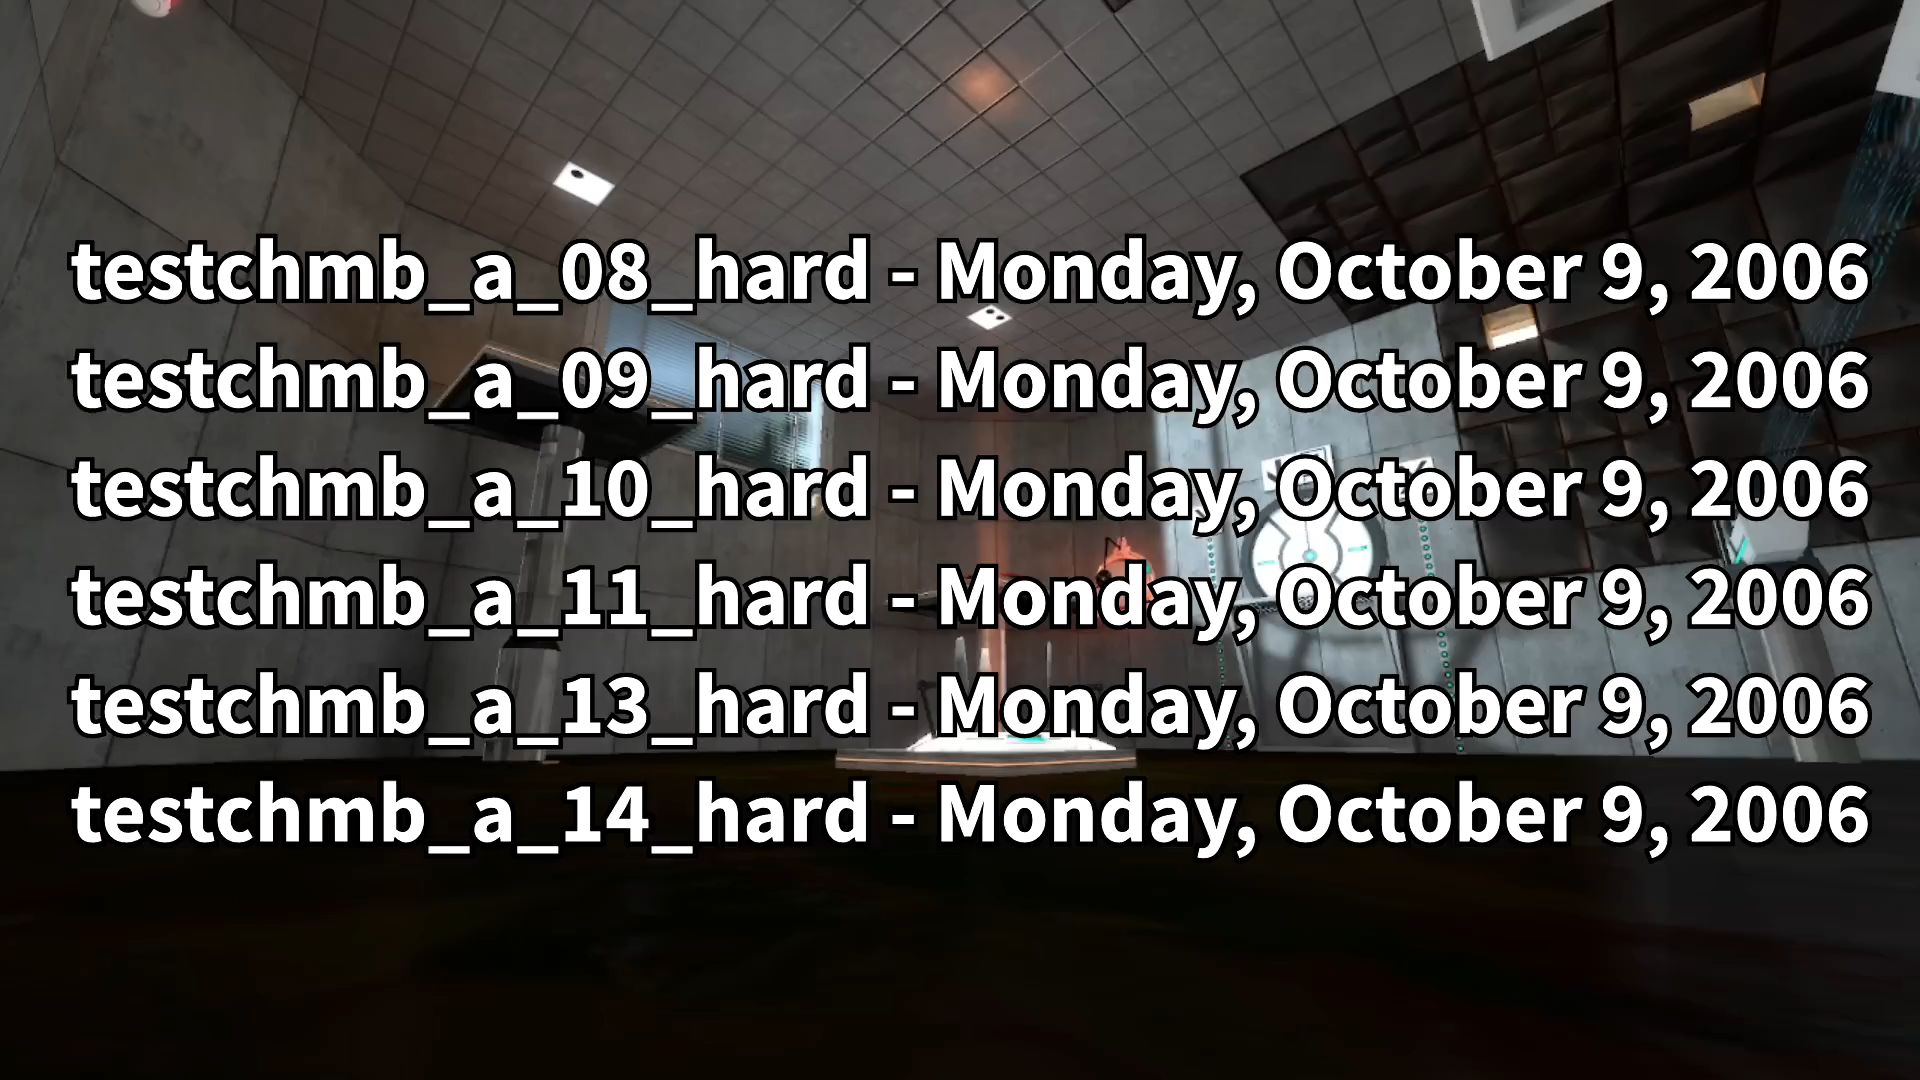 testchmb_a_08_hard - Monday, October 9, 2006
testchmb_a_09_hard - Monday, October 9, 2006
testchmb_a_10_hard - Monday, October 9, 2006
testchmb_a_11_hard - Monday, October 9, 2006
testchmb_a_13_hard - Monday, October 9, 2006
testchmb_a_14_hard - Monday, October 9, 2006